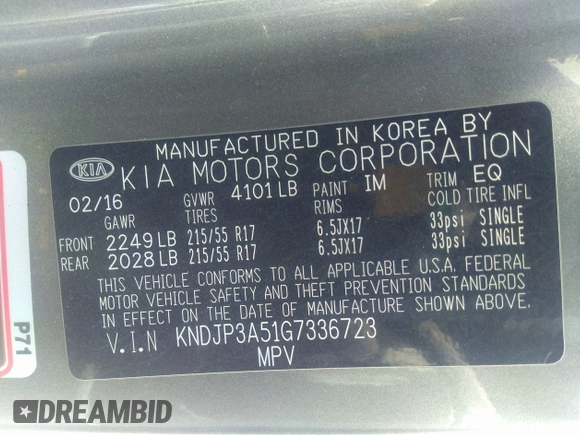 MANUFACTURED IN KOREA BY
KIA KIA MOTORS CORPORATION
02/16 GVWR 4101 LB PAINT IM TRIM EQ
GAWR TIRES RIMS COLD TIRE INFL
FRONT 2249 LB 215/55 R17 6.5JX17 33psi SINGLE
REAR 2028 LB 215/55 R17 6.5JX17 33psi SINGLE
THIS VEHICLE CONFORMS TO ALL APPLICABLE U.S.A. FEDERAL
MOTOR VEHICLE SAFETY AND THEFT PREVENTION STANDARDS
IN EFFECT ON THE DATE OF MANUFACTURE SHOWN ABOVE.
V.I.N KNDJP3A51G7336723
MPV
P71
DREAMBID